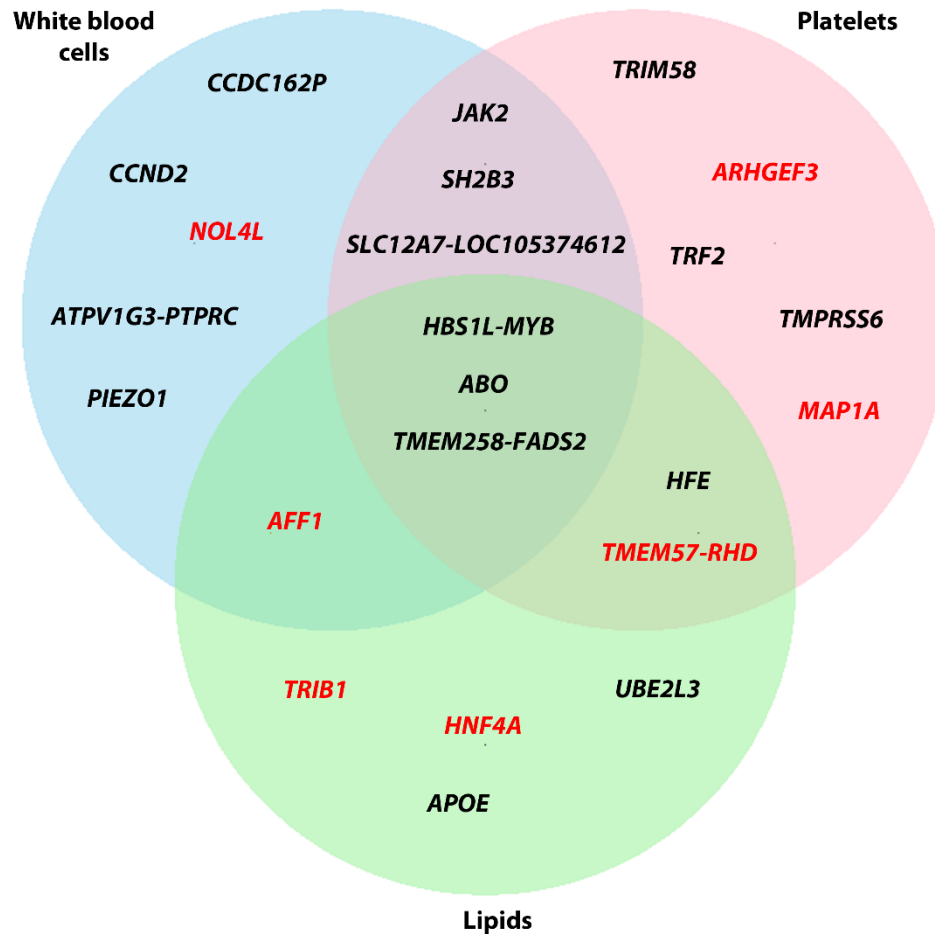 White blood
cells
Platelets
CCDC162P
TRIM58
JAK2
CCND2
SH2B3
ARHGEF3
NOL4L
SLC12A7-LOC105374612
TRF2
ATPV1G3-PTPRC
HBS1L-MYB
TMPRSS6
PIEZO1
ABO
MAP1A
TMEM258-FADS2
HFE
AFF1
TMEM57-RHD
TRIB1
UBE2L3
HNF4A
APOE
Lipids